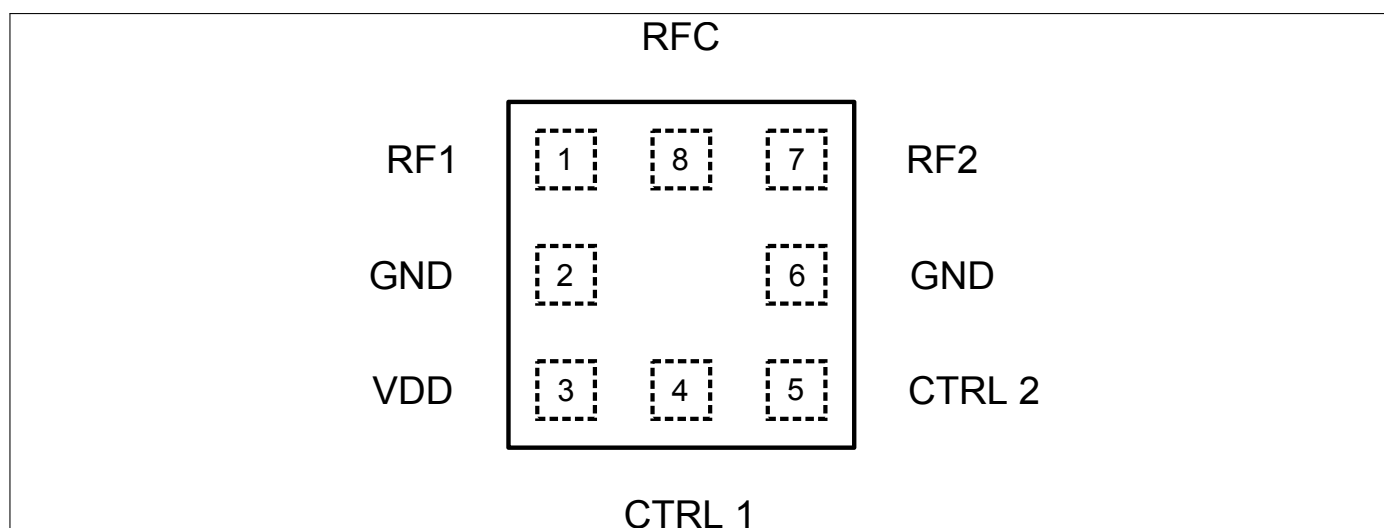 RFC
RF1 1 8 7 RF2
GND 2 6 GND
VDD 3 4 5 CTRL 2
CTRL 1